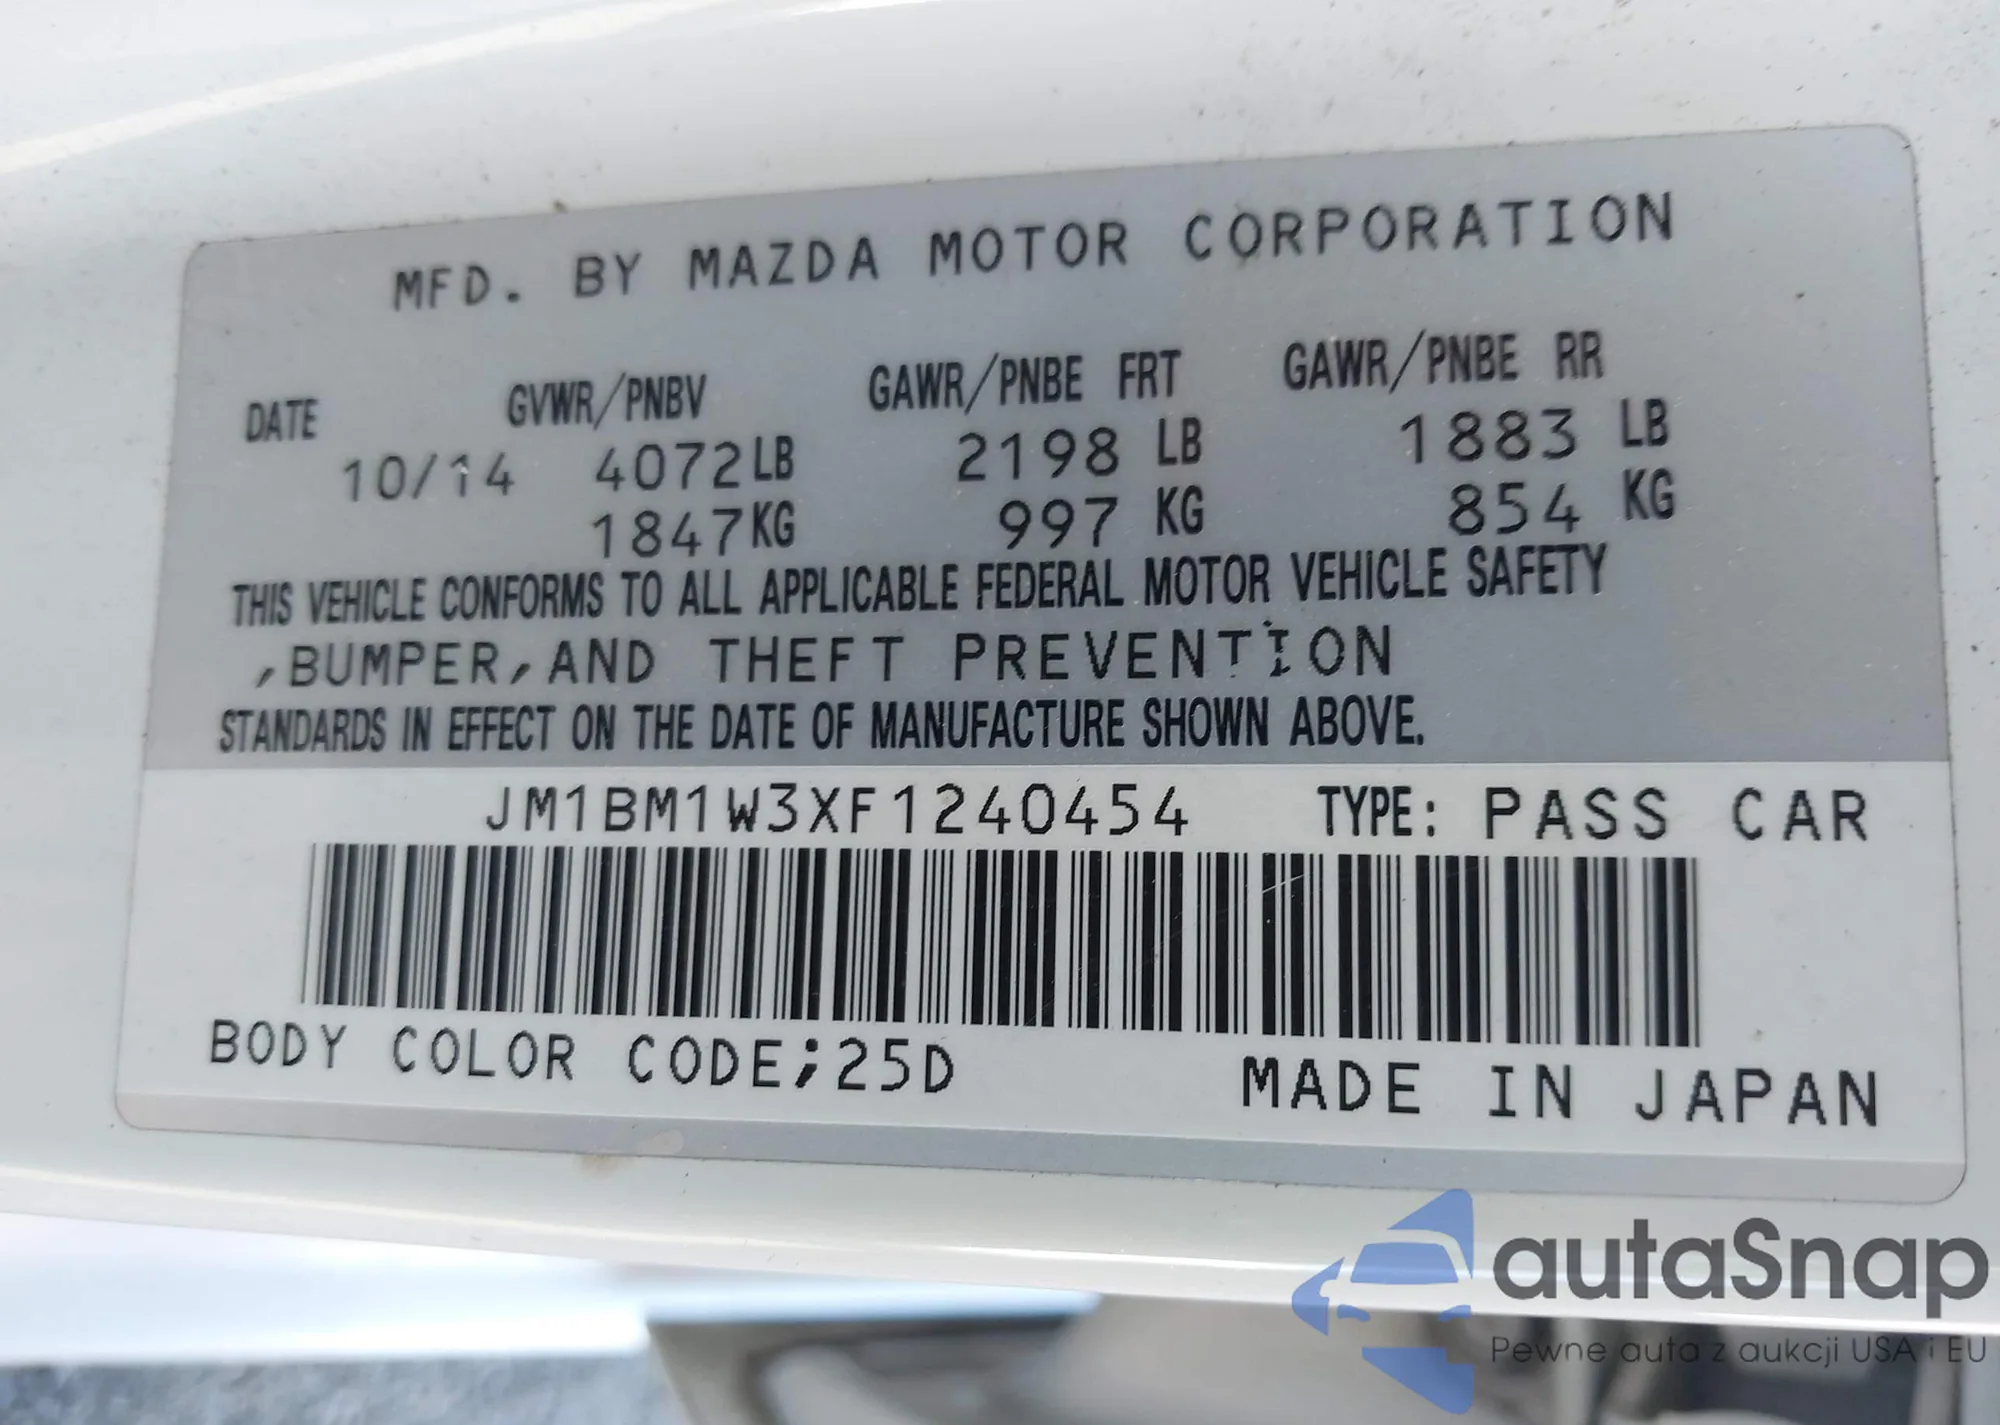 MFD. BY MAZDA MOTOR CORPORATION
DATE GVWR/PNBV GAWR/PNBE FRT GAWR/PNBE RR
10/14 4072LB 2198 LB 1883 LB
1847KG 997 KG 854 KG
THIS VEHICLE CONFORMS TO ALL APPLICABLE FEDERAL MOTOR VEHICLE SAFETY
,BUMPER,AND THEFT PREVENTION
STANDARDS IN EFFECT ON THE DATE OF MANUFACTURE SHOWN ABOVE.
JM1BM1W3XF1240454 TYPE: PASS CAR
BODY COLOR CODE;25D MADE IN JAPAN
autaSnap
Pewne auta z aukcji USA i EU